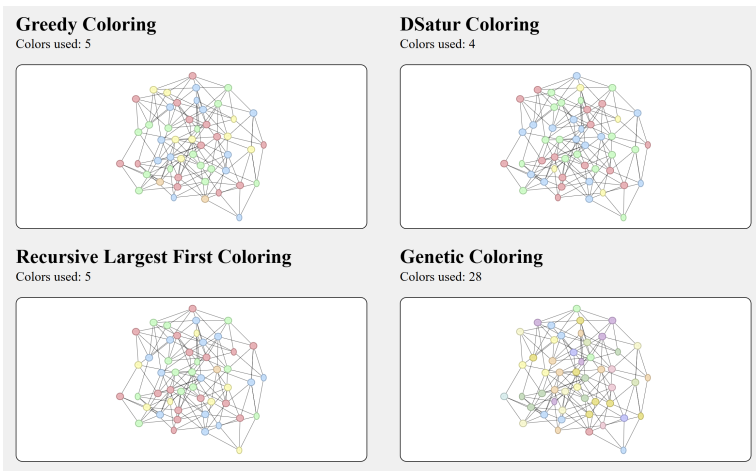 Greedy Coloring
Colors used: 5
DSatur Coloring
Colors used: 4
Recursive Largest First Coloring
Colors used: 5
Genetic Coloring
Colors used: 28